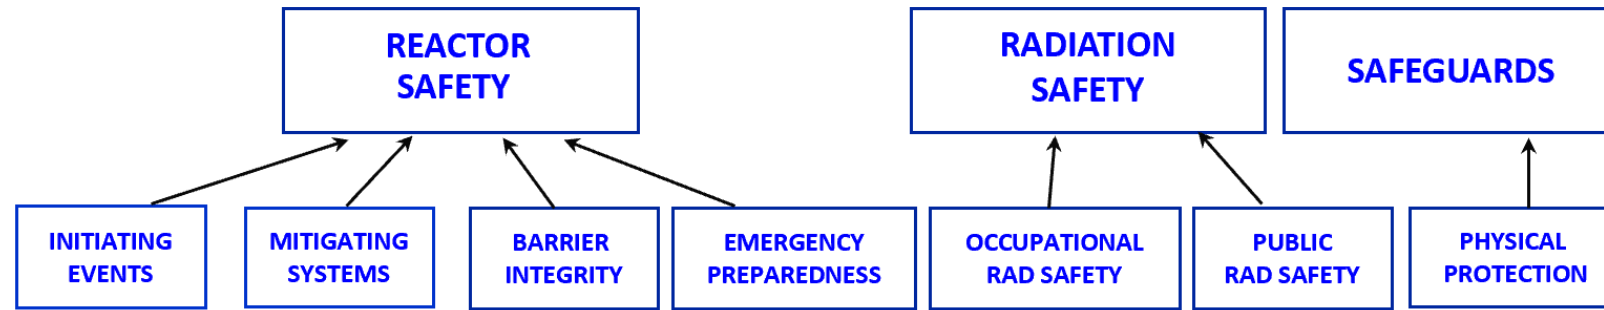 REACTOR
SAFETY
RADIATION
SAFETY
SAFEGUARDS
INITIATING
EVENTS
MITIGATING
SYSTEMS
BARRIER
INTEGRITY
EMERGENCY
PREPAREDNESS
OCCUPATIONAL
RAD SAFETY
PUBLIC
RAD SAFETY
PHYSICAL
PROTECTION